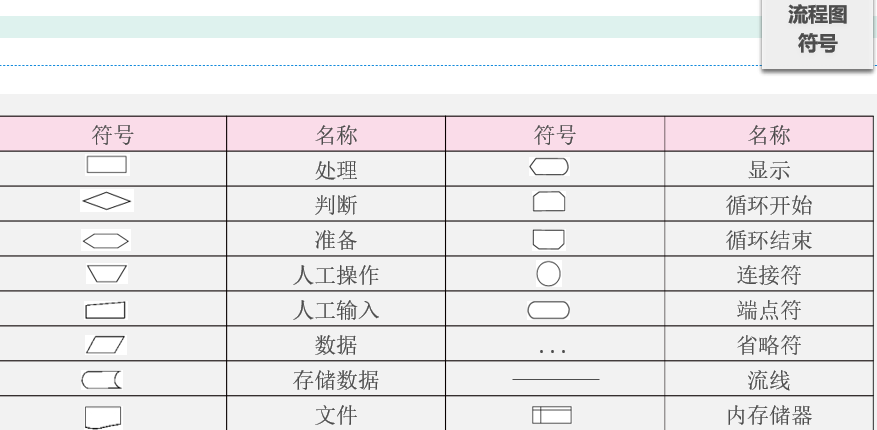 流程图
符号
符号 名称 符号 名称
处理 显示
判断 循环开始
准备 循环结束
人工操作 连接符
人工输入 端点符
数据 ... 省略符
存储数据 流线
文件 内存储器